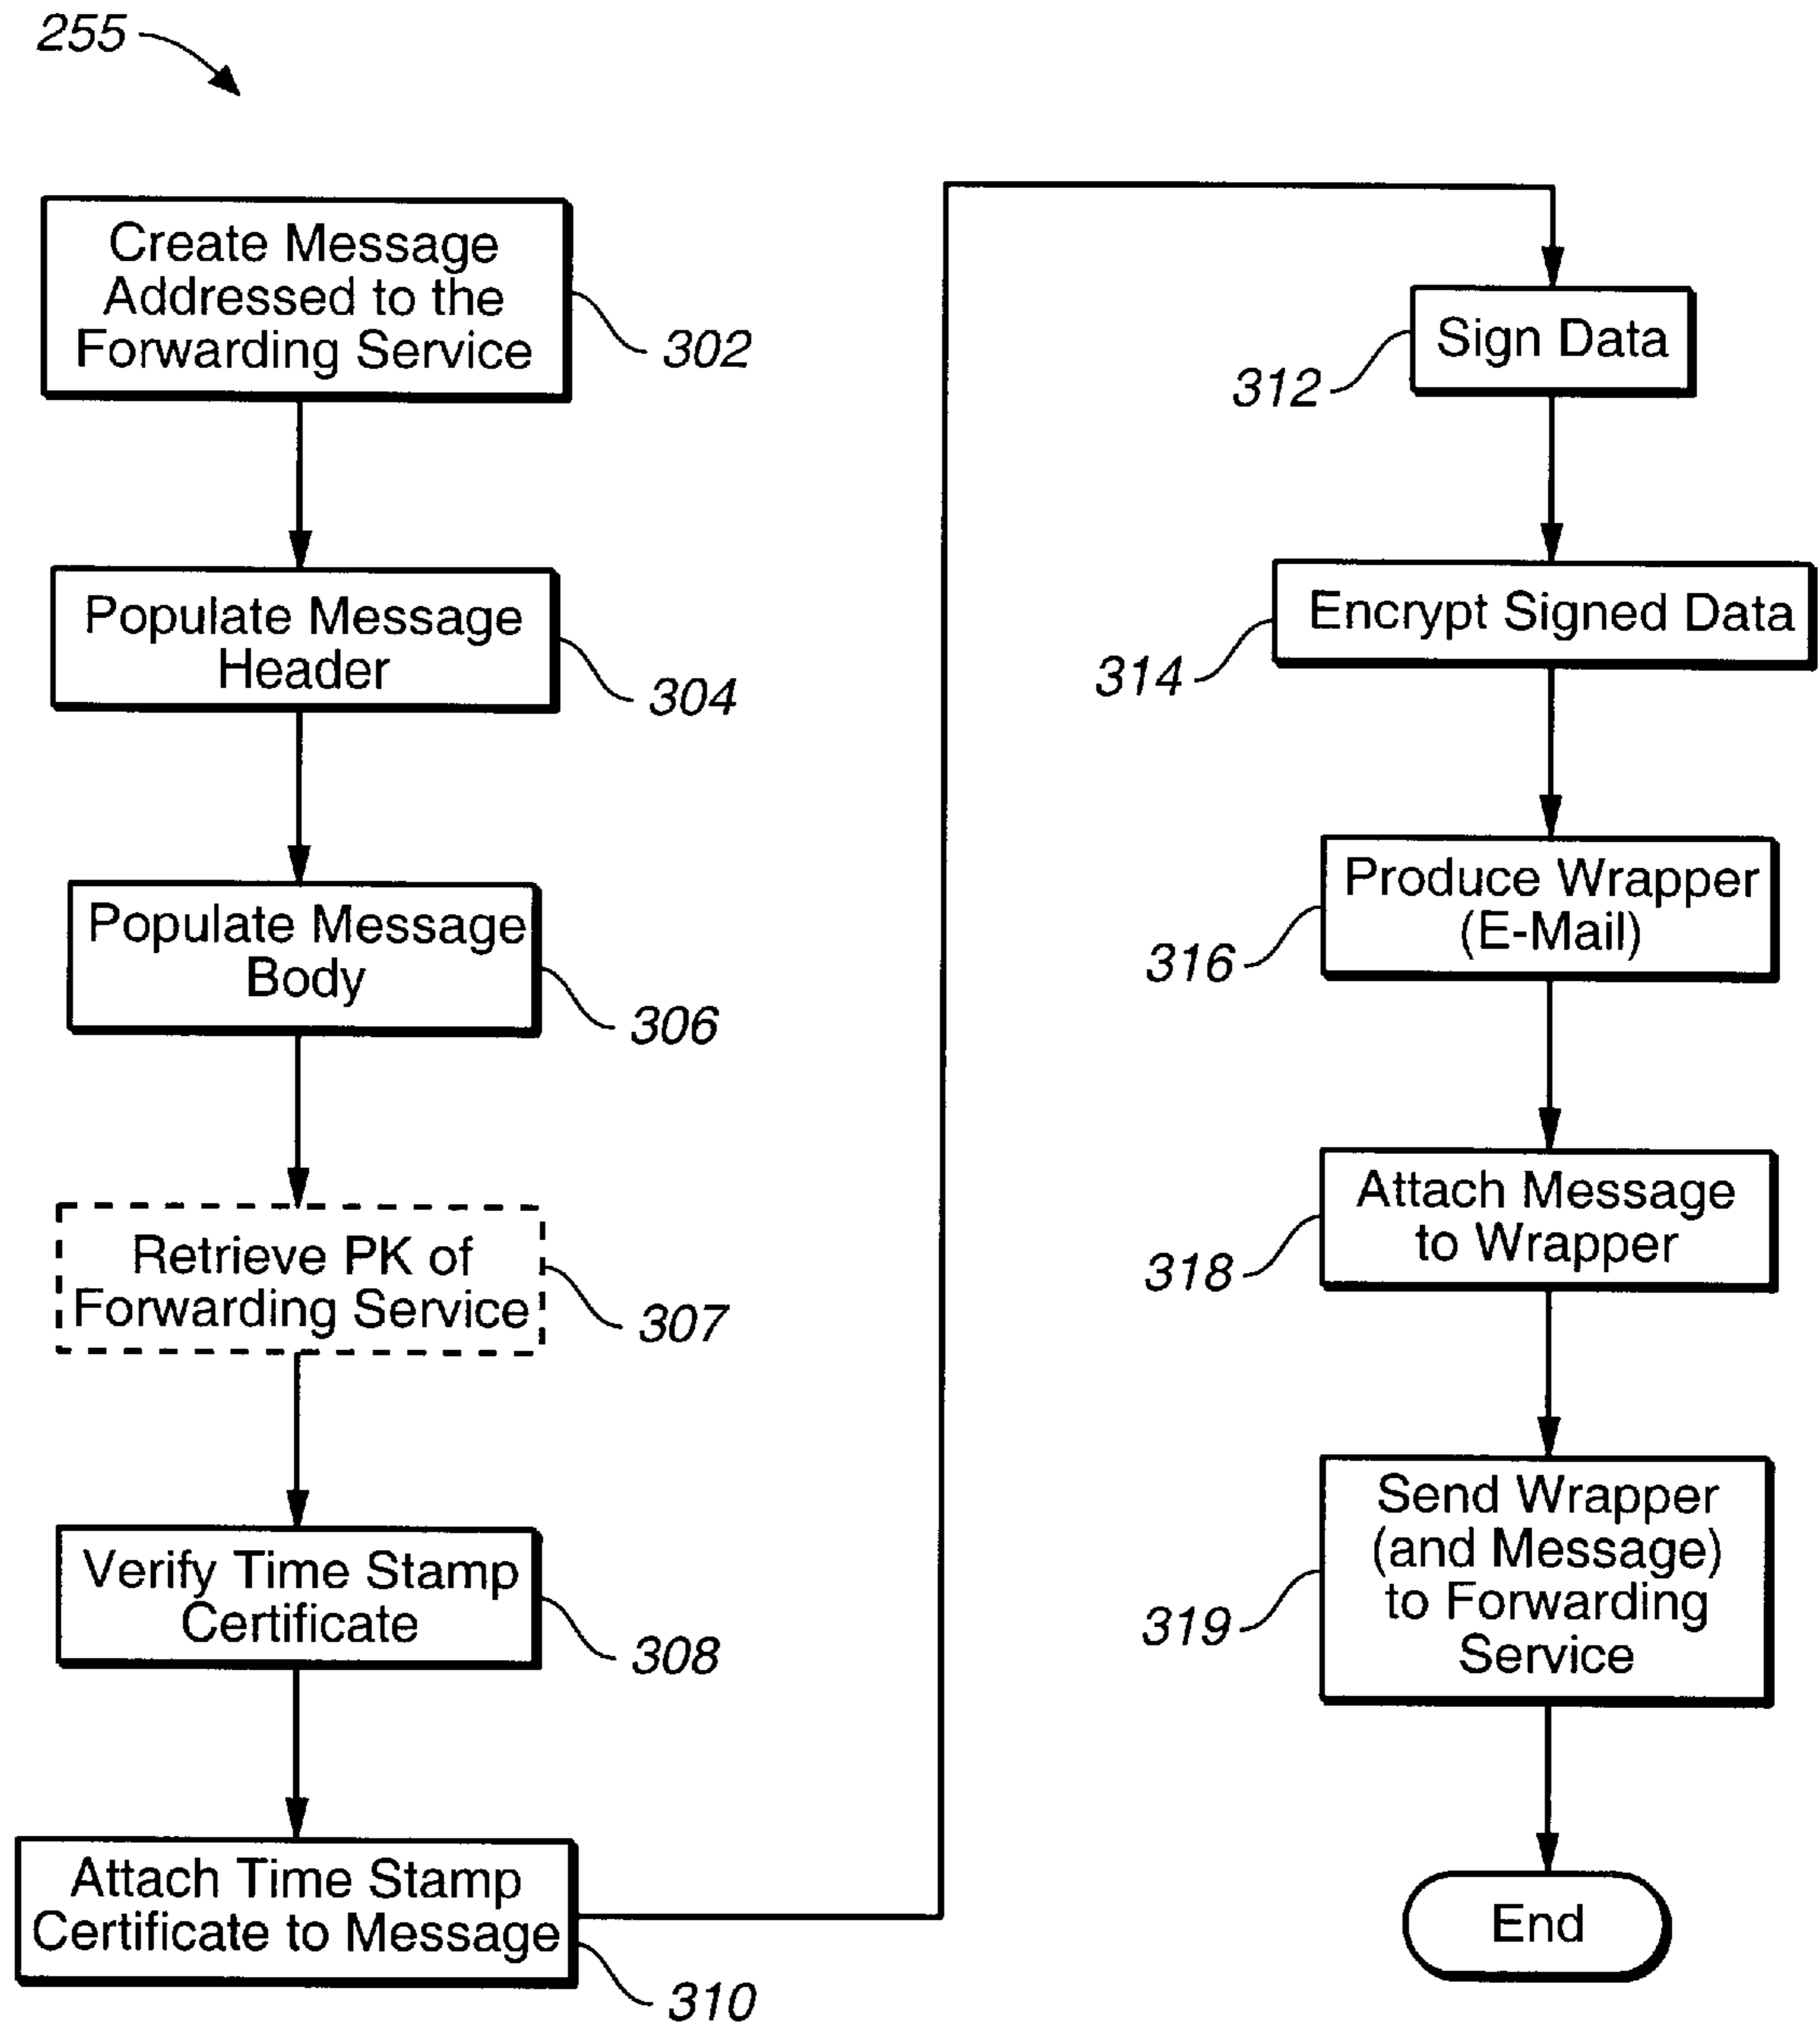 255
Create Message
Addressed to the
Forwarding Service
302
Populate Message
Header
304
Populate Message
Body
306
Retrieve PK of
Forwarding Service
307
Verify Time Stamp
Certificate
308
Attach Time Stamp
Certificate to Message
310
Sign Data
312
Encrypt Signed Data
314
Produce Wrapper
(E-Mail)
316
Attach Message
to Wrapper
318
Send Wrapper
(and Message)
to Forwarding
Service
319
End